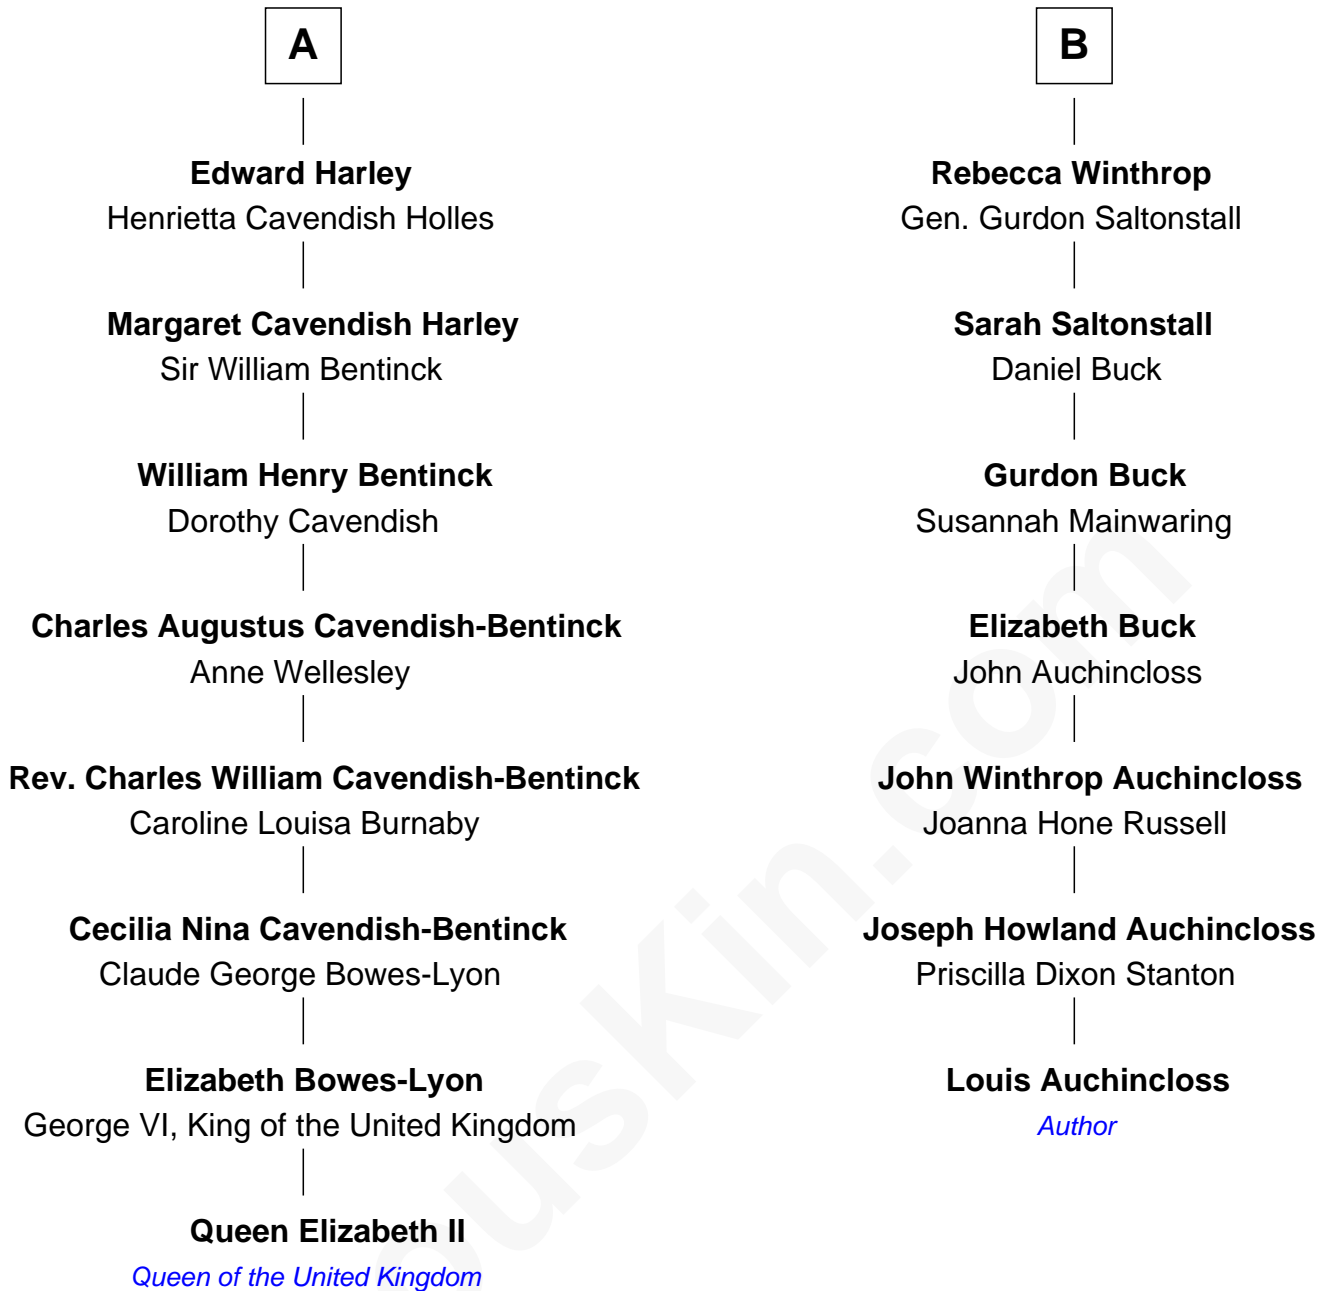 A
Edward Harley
Henrietta Cavendish Holles
Margaret Cavendish Harley
Sir William Bentinck
William Henry Bentinck
Dorothy Cavendish
Charles Augustus Cavendish-Bentinck
Anne Wellesley
Rev. Charles William Cavendish-Bentinck
Caroline Louisa Burnaby
Cecilia Nina Cavendish-Bentinck
Claude George Bowes-Lyon
Elizabeth Bowes-Lyon
George VI, King of the United Kingdom
Queen Elizabeth II
Queen of the United Kingdom
B
Rebecca Winthrop
Gen. Gurdon Saltonstall
Sarah Saltonstall
Daniel Buck
Gurdon Buck
Susannah Mainwaring
Elizabeth Buck
John Auchincloss
John Winthrop Auchincloss
Joanna Hone Russell
Joseph Howland Auchincloss
Priscilla Dixon Stanton
Louis Auchincloss
Author